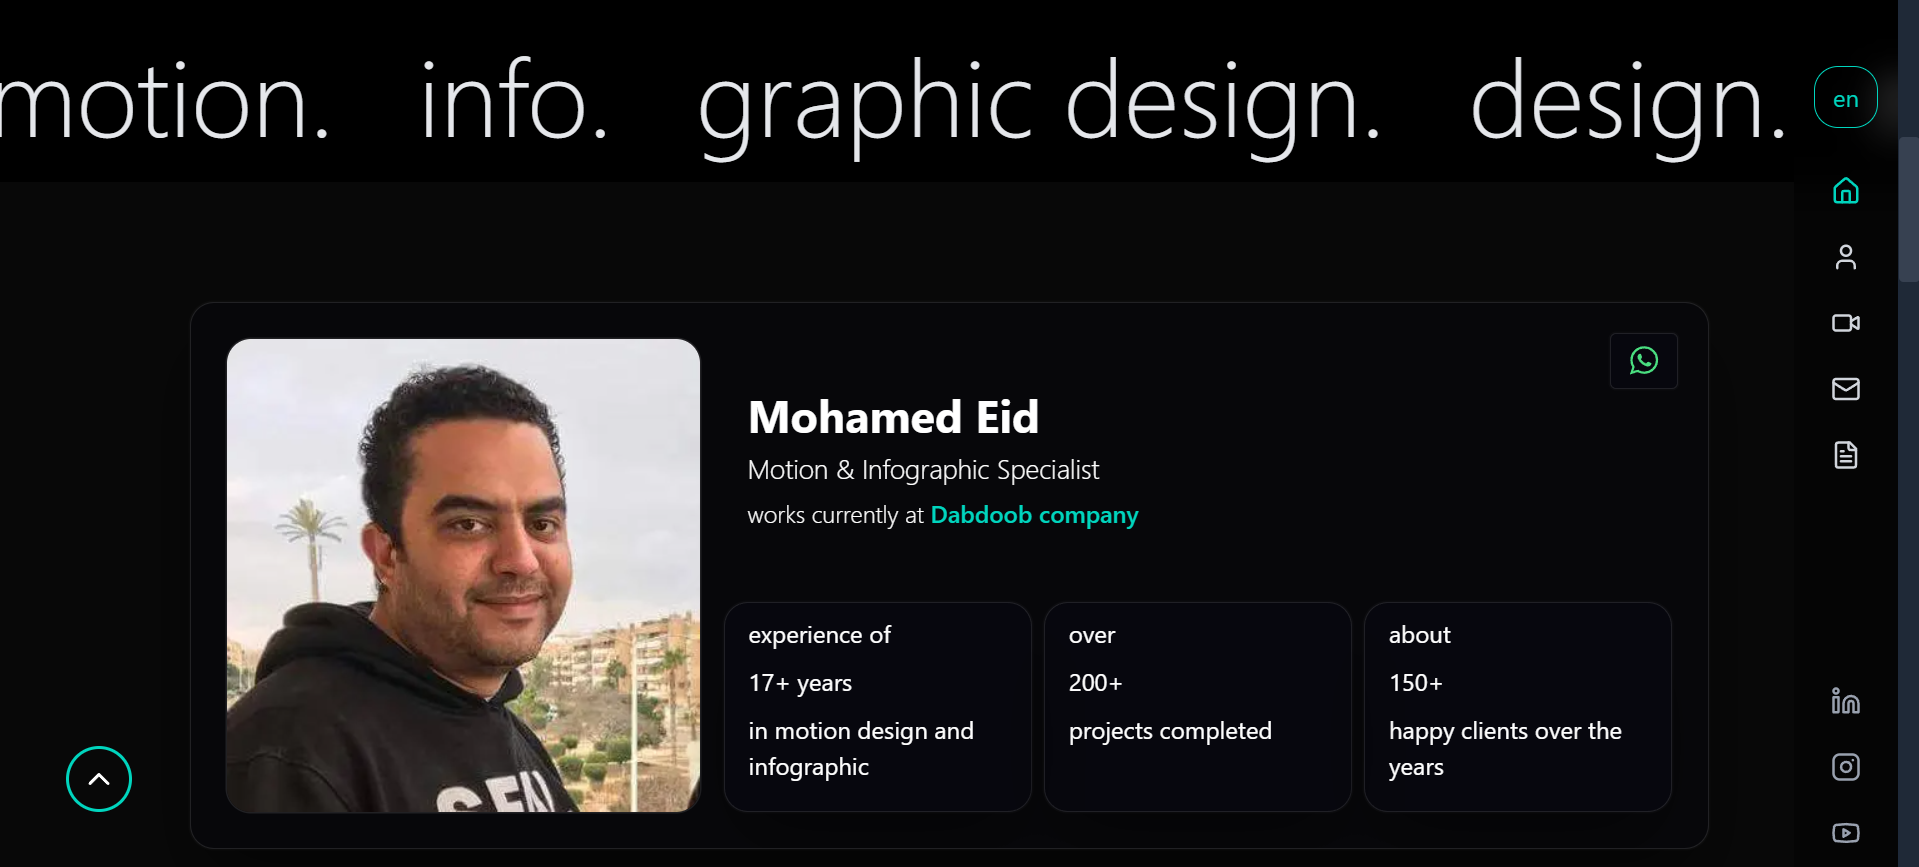 motion. info. graphic design. design.
en
Mohamed Eid
Motion & Infographic Specialist
works currently at Dabdoob company
experience of
17+ years
in motion design and
infographic
over
200+
projects completed
about
150+
happy clients over the
years